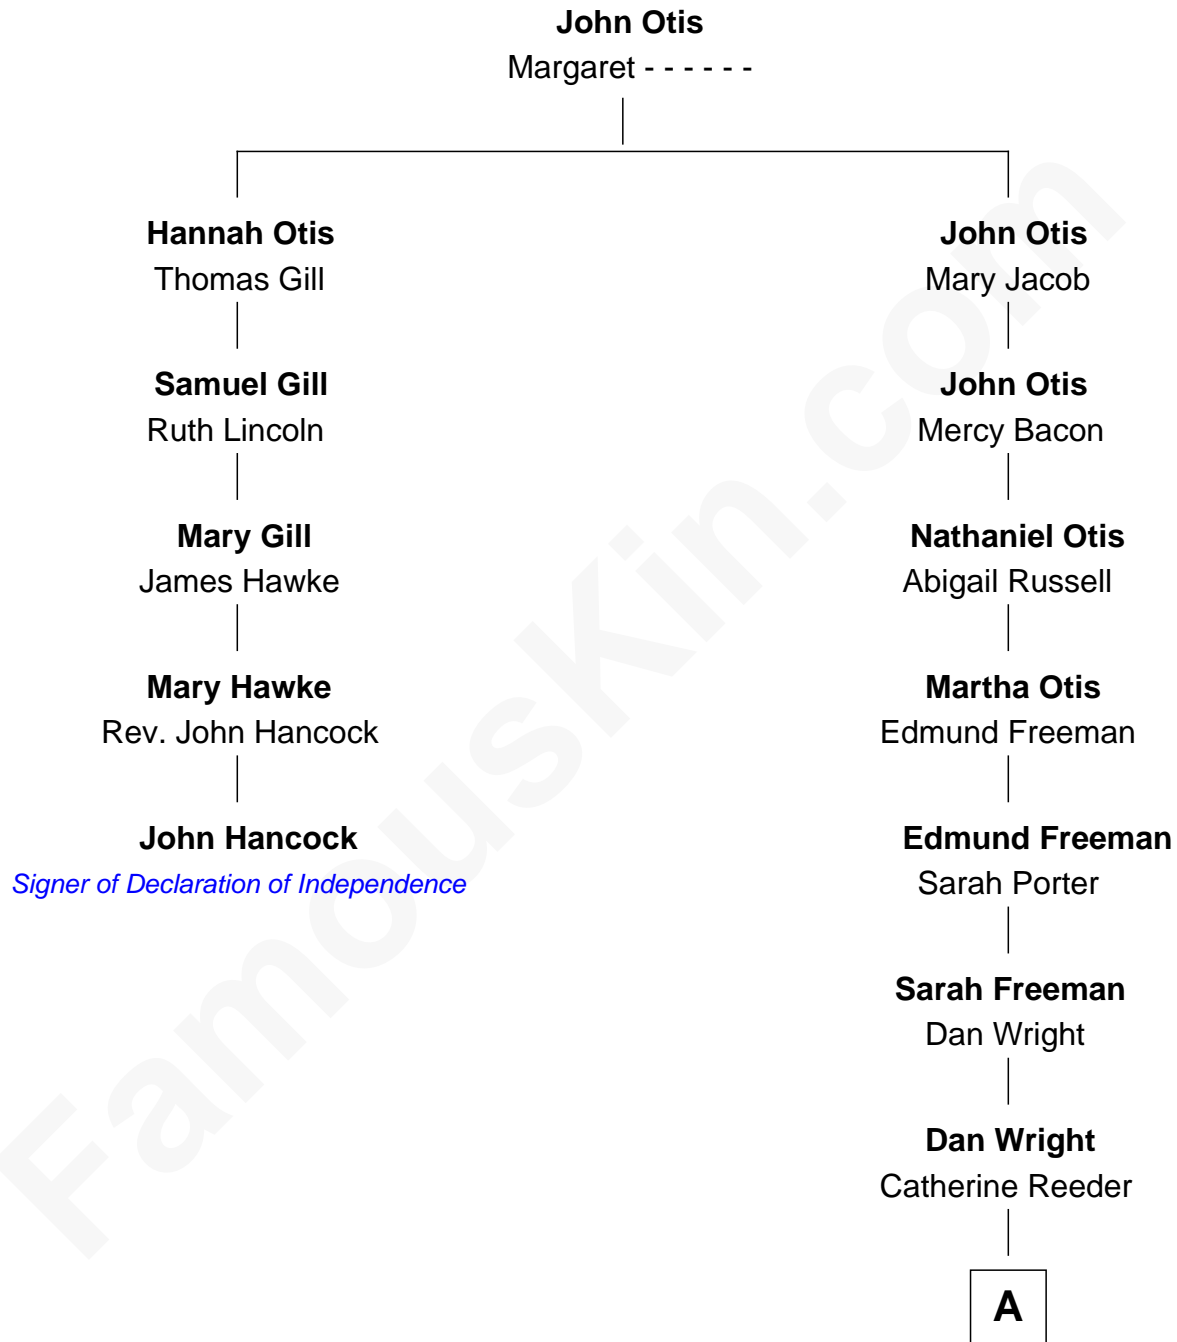 John Otis
Margaret - - - - - -
Hannah Otis
Thomas Gill
Samuel Gill
Ruth Lincoln
Mary Gill
James Hawke
Mary Hawke
Rev. John Hancock
John Hancock
Signer of Declaration of Independence
John Otis
Mary Jacob
John Otis
Mercy Bacon
Nathaniel Otis
Abigail Russell
Martha Otis
Edmund Freeman
Edmund Freeman
Sarah Porter
Sarah Freeman
Dan Wright
Dan Wright
Catherine Reeder
A
FamousKin.com